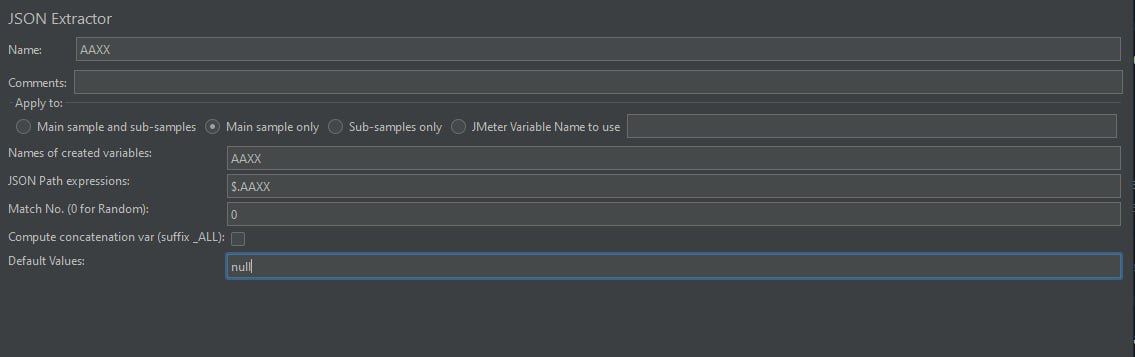 JSON Extractor
Name: AAXX
Comments:
Apply to:
Main sample and sub-samples Main sample only Sub-samples only JMeter Variable Name to use
Names of created variables: AAXX
JSON Path expressions: $.AAXX
Match No. (0 for Random): 0
Compute concatenation var (suffix _ALL):
Default Values: null